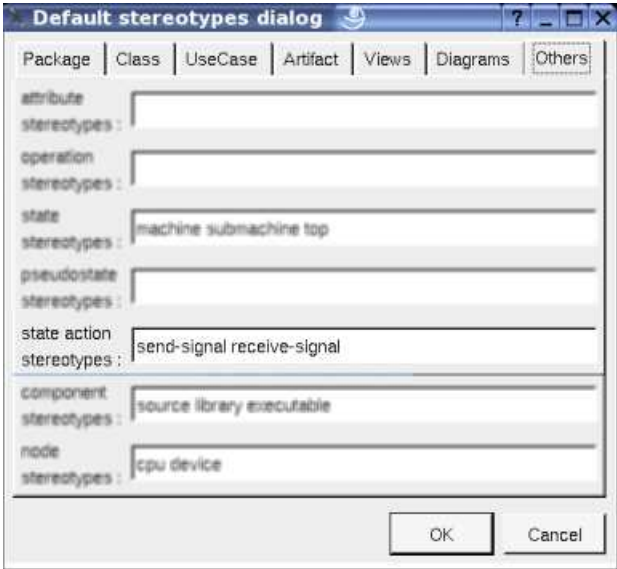 Default stereotypes dialog ? _ □ X
Package Class UseCase Artifact Views Diagrams Others
attribute
stereotypes :
operation
stereotypes :
state
stereotypes :
machine submachine top
pseudostate
stereotypes :
state action
stereotypes :
send-signal receive-signal
component
stereotypes :
source library executable
node
stereotypes :
cpu device
OK Cancel